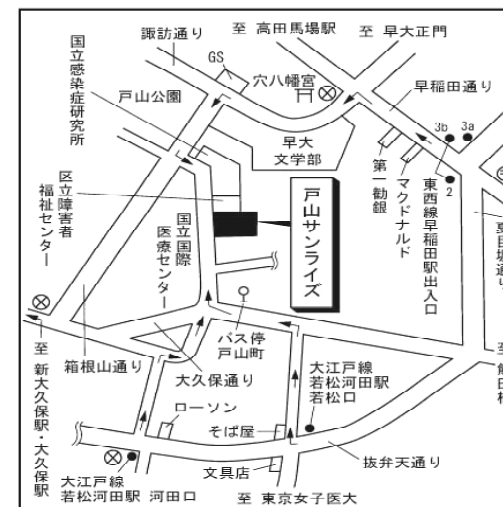 諏訪通り
至 高田馬場駅
至 早大正門
国立感染症研究所
GS
穴八幡宮
戸山公園
早稲田通り
早大
文学部
3b
3a
2
第一勧銀
マクドナルド
東西線早稲田駅出入口
区立障害者
福祉センター
国立国際
医療センター
戸山サンライズ
バス停
戸山町
至 新大久保駅・大久保駅
箱根山通り
大久保通り
大江戸線
若松河田駅
若松口
ローソン
そば屋
文具店
抜弁天通り
大江戸線
若松河田駅 河田口
至 東京女子医大